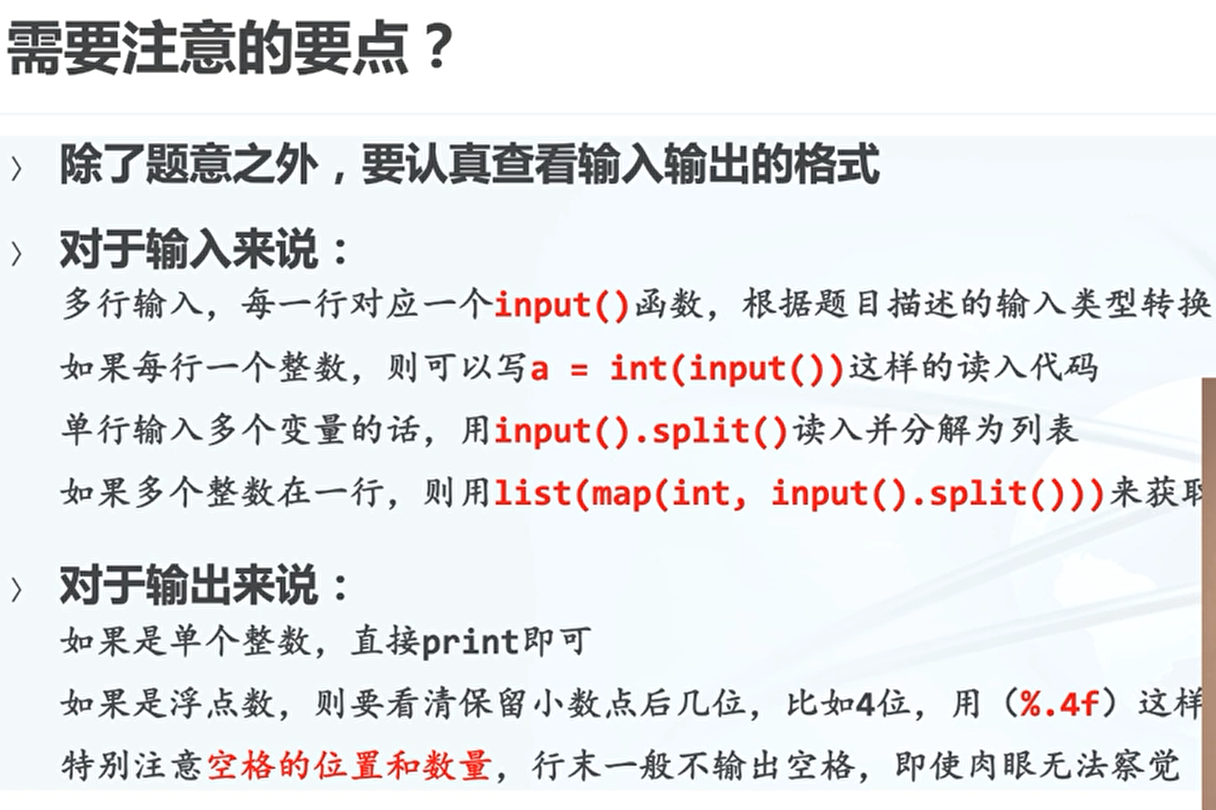 需要注意的要点？
除了题意之外，要认真查看输入输出的格式
对于输入来说：
多行输入，每一行对应一个input()函数，根据题目描述的输入类型转换
如果每行一个整数，则可以写a = int(input())这样的读入代码
单行输入多个变量的话，用input().split()读入并分解为列表
如果多个整数在一行，则用list(map(int, input().split()))来获取
对于输出来说：
如果是单个整数，直接print即可
如果是浮点数，则要看清保留小数点后几位，比如4位，用（%.4f）这样
特别注意空格的位置和数量，行末一般不输出空格，即使肉眼无法察觉